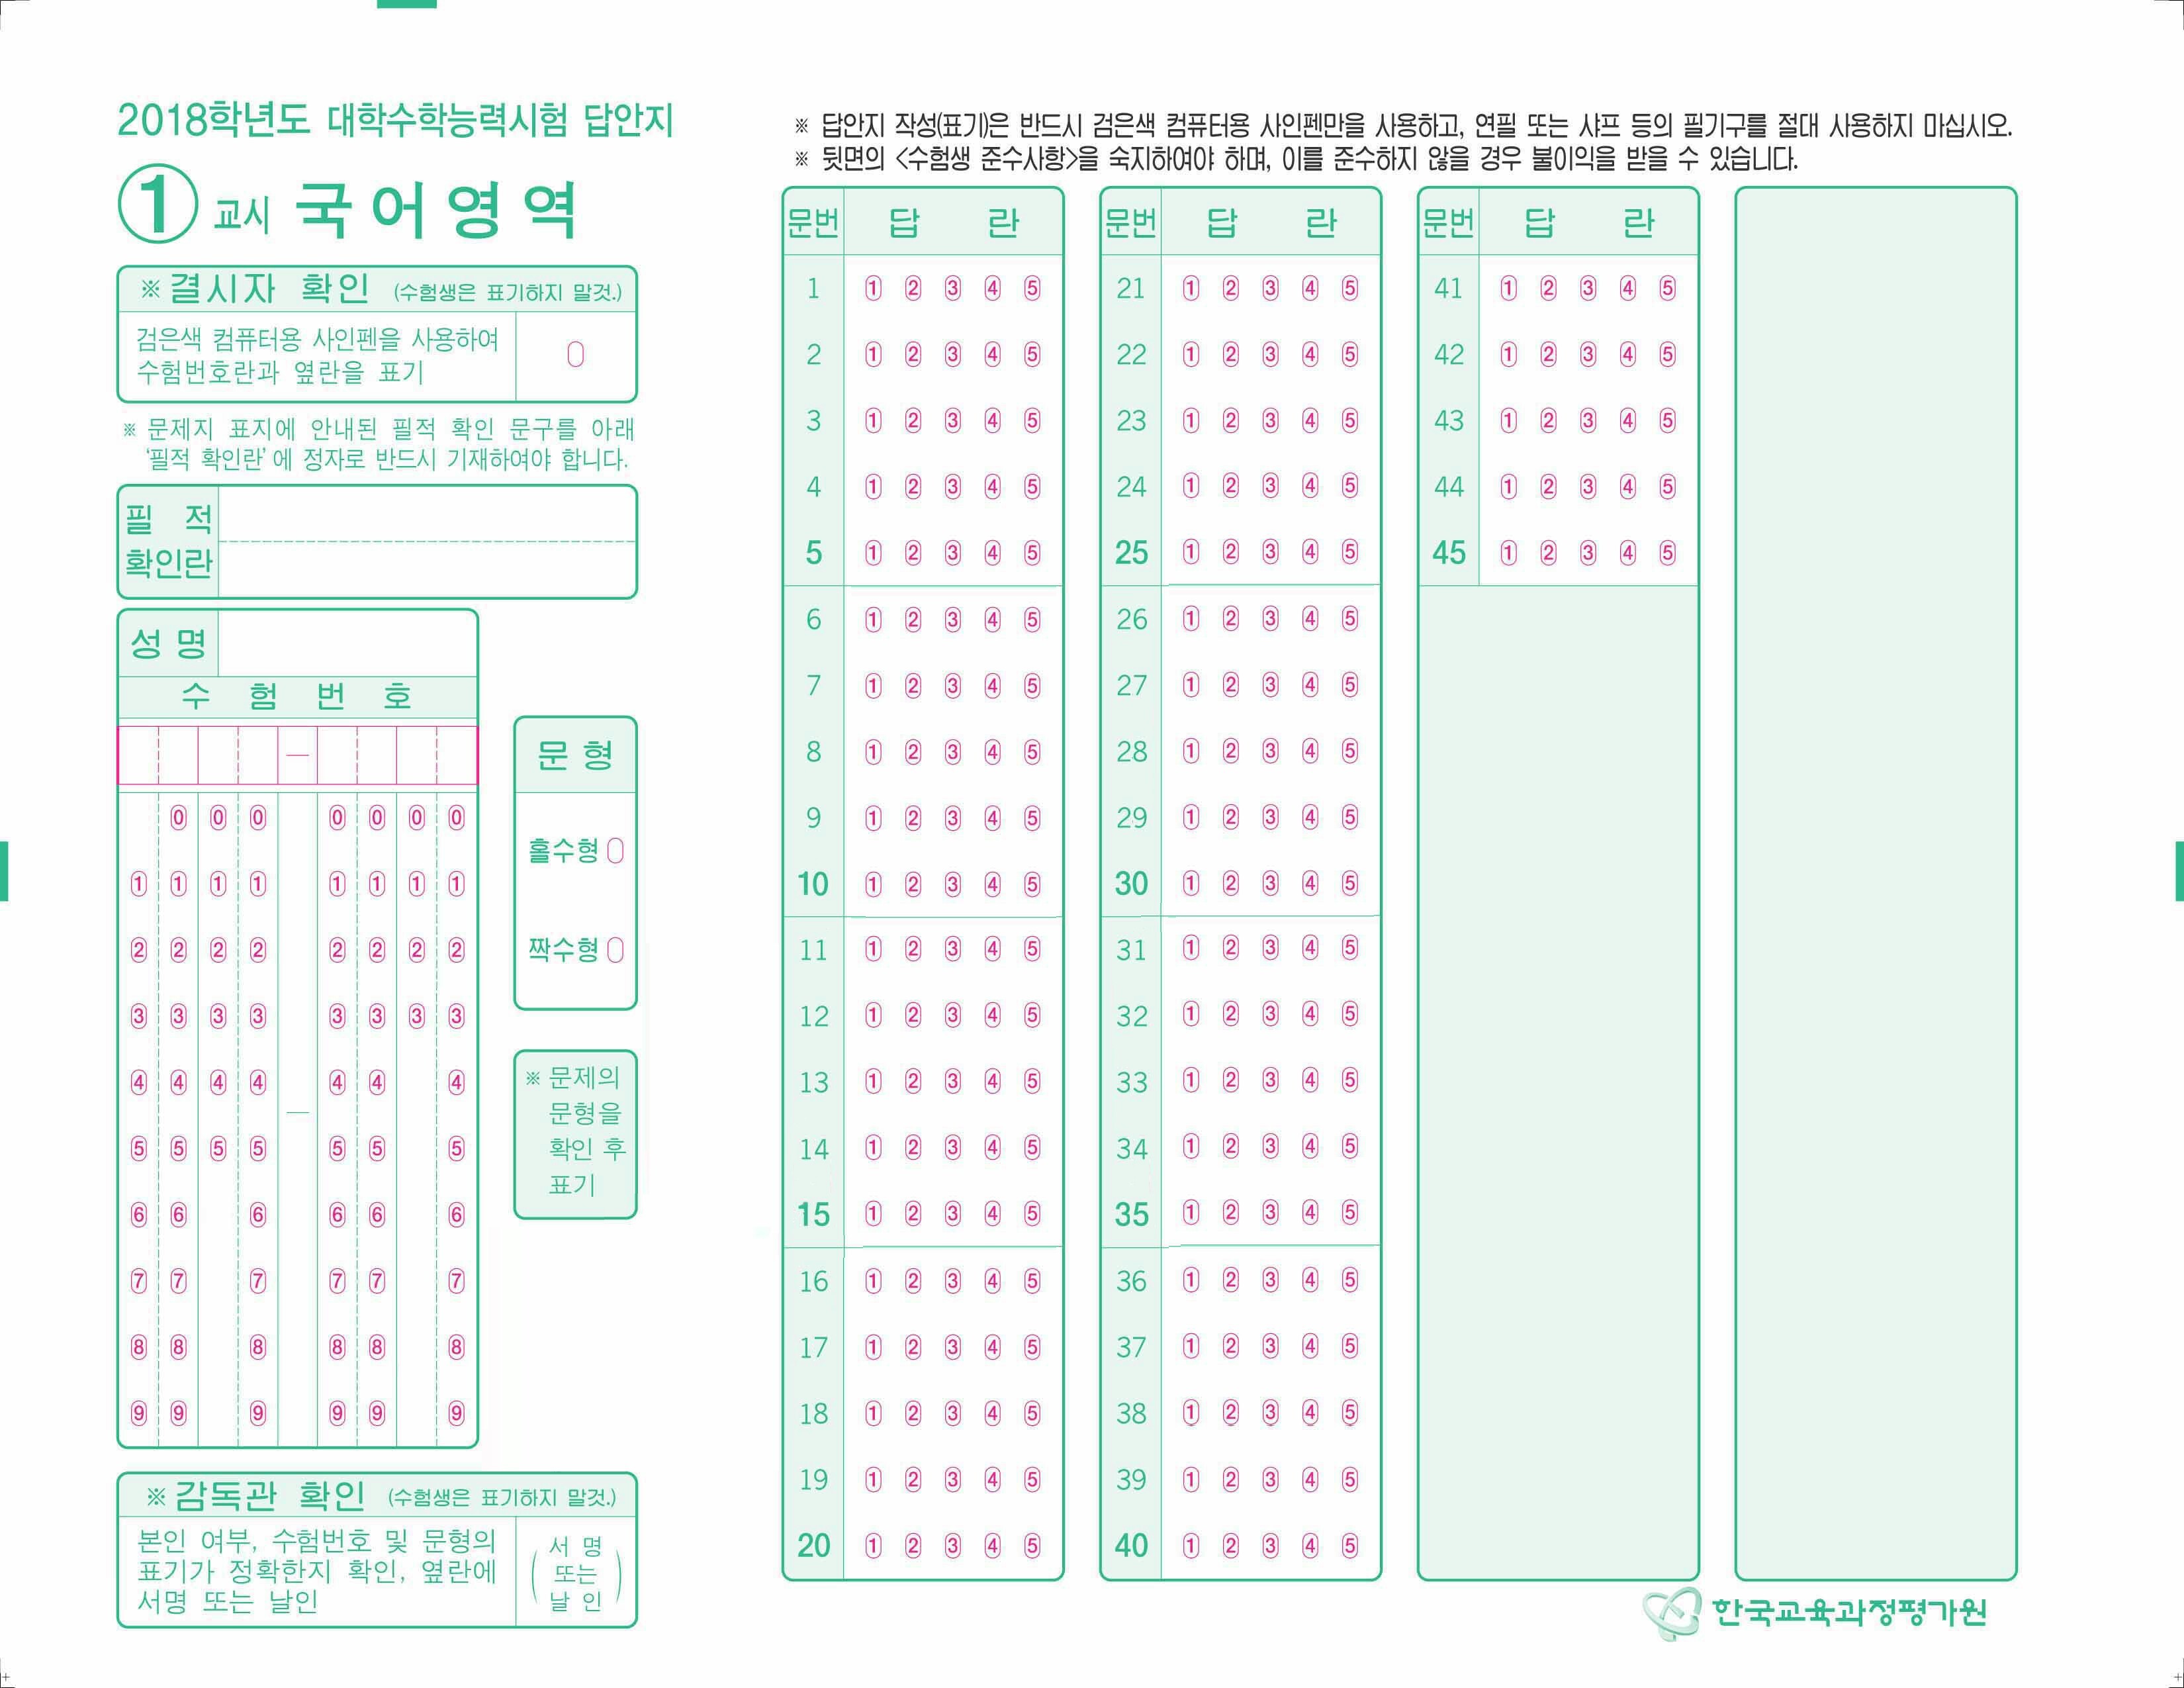 2018학년도 대학수학능력시험 답안지
① 교시 국어영역
※ 결시자 확인 (수험생은 표기하지 말것.)
검은색 컴퓨터용 사인펜을 사용하여
수험번호란과 옆란을 표기
※ 문제지 표지에 안내된 필적 확인 문구를 아래
‘필적 확인란’에 정자로 반드시 기재하여야 합니다.
필 적
확인란
성 명
수 험 번 호
—
0 0 0 0 0 0 0
1 1 1 1 1 1 1 1
2 2 2 2 2 2 2 2
3 3 3 3 3 3 3 3
4 4 4 4 4 4 4
—
5 5 5 5 5 5 5
6 6 6 6 6 6
7 7 7 7 7 7
8 8 8 8 8 8
9 9 9 9 9 9
문 형
홀수형
짝수형
※ 문제의
문형을
확인 후
표기
※ 감독관 확인 (수험생은 표기하지 말것.)
본인 여부, 수험번호 및 문형의
표기가 정확한지 확인, 옆란에
서명 또는 날인
(서 명
또는
날 인)
※ 답안지 작성(표기)은 반드시 검은색 컴퓨터용 사인펜만을 사용하고, 연필 또는 샤프 등의 필기구를 절대 사용하지 마십시오.
※ 뒷면의 <수험생 준수사항>을 숙지하여야 하며, 이를 준수하지 않을 경우 불이익을 받을 수 있습니다.
문번 답 란
1 1 2 3 4 5
2 1 2 3 4 5
3 1 2 3 4 5
4 1 2 3 4 5
5 1 2 3 4 5
6 1 2 3 4 5
7 1 2 3 4 5
8 1 2 3 4 5
9 1 2 3 4 5
10 1 2 3 4 5
11 1 2 3 4 5
12 1 2 3 4 5
13 1 2 3 4 5
14 1 2 3 4 5
15 1 2 3 4 5
16 1 2 3 4 5
17 1 2 3 4 5
18 1 2 3 4 5
19 1 2 3 4 5
20 1 2 3 4 5
문번 답 란
21 1 2 3 4 5
22 1 2 3 4 5
23 1 2 3 4 5
24 1 2 3 4 5
25 1 2 3 4 5
26 1 2 3 4 5
27 1 2 3 4 5
28 1 2 3 4 5
29 1 2 3 4 5
30 1 2 3 4 5
31 1 2 3 4 5
32 1 2 3 4 5
33 1 2 3 4 5
34 1 2 3 4 5
35 1 2 3 4 5
36 1 2 3 4 5
37 1 2 3 4 5
38 1 2 3 4 5
39 1 2 3 4 5
40 1 2 3 4 5
문번 답 란
41 1 2 3 4 5
42 1 2 3 4 5
43 1 2 3 4 5
44 1 2 3 4 5
45 1 2 3 4 5
한국교육과정평가원